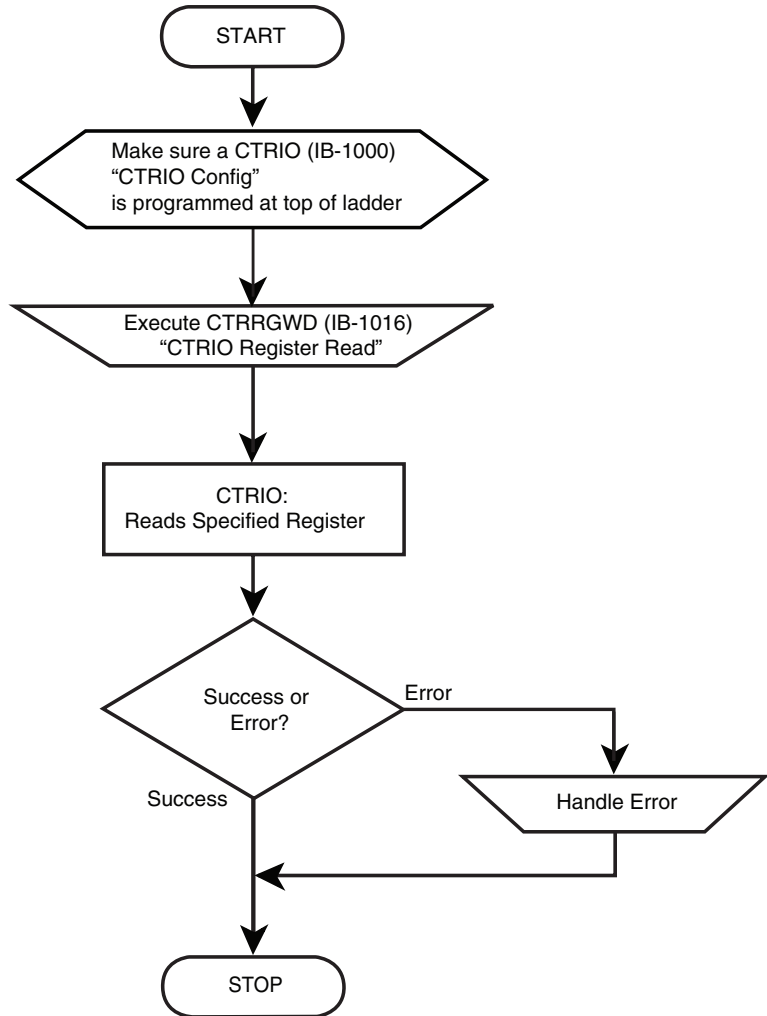 START
Make sure a CTRIO (IB-1000)
“CTRIO Config”
is programmed at top of ladder
Execute CTRRGWD (IB-1016)
“CTRIO Register Read”
CTRIO:
Reads Specified Register
Success or
Error?
Error
Success
Handle Error
STOP